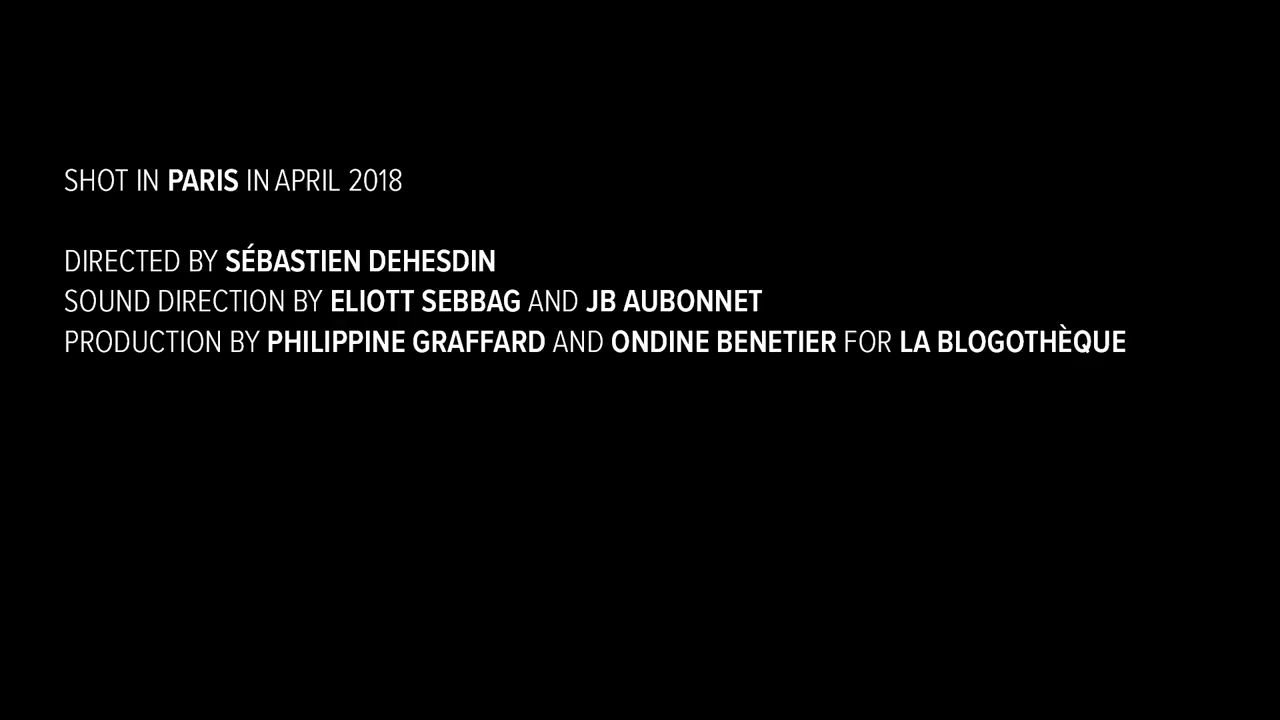 SHOT IN PARIS IN APRIL 2018
DIRECTED BY SÉBASTIEN DEHESDIN
SOUND DIRECTION BY ELIOTT SEBBAG AND JB AUBONNET
PRODUCTION BY PHILIPPINE GRAFFARD AND ONDINE BENETIER FOR LA BLOGOTHÈQUE